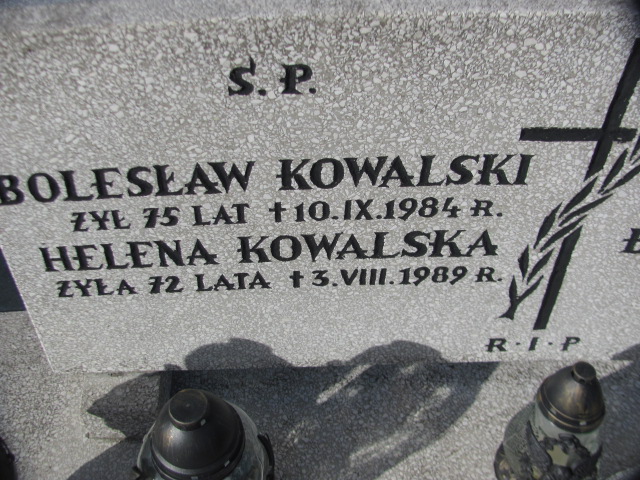 Ś. P.
BOLESŁAW KOWALSKI
ŻYŁ 75 LAT † 10.IX.1984 R.
HELENA KOWALSKA
ŻYŁA 72 LATA † 3.VIII.1989 R.
R·I·P